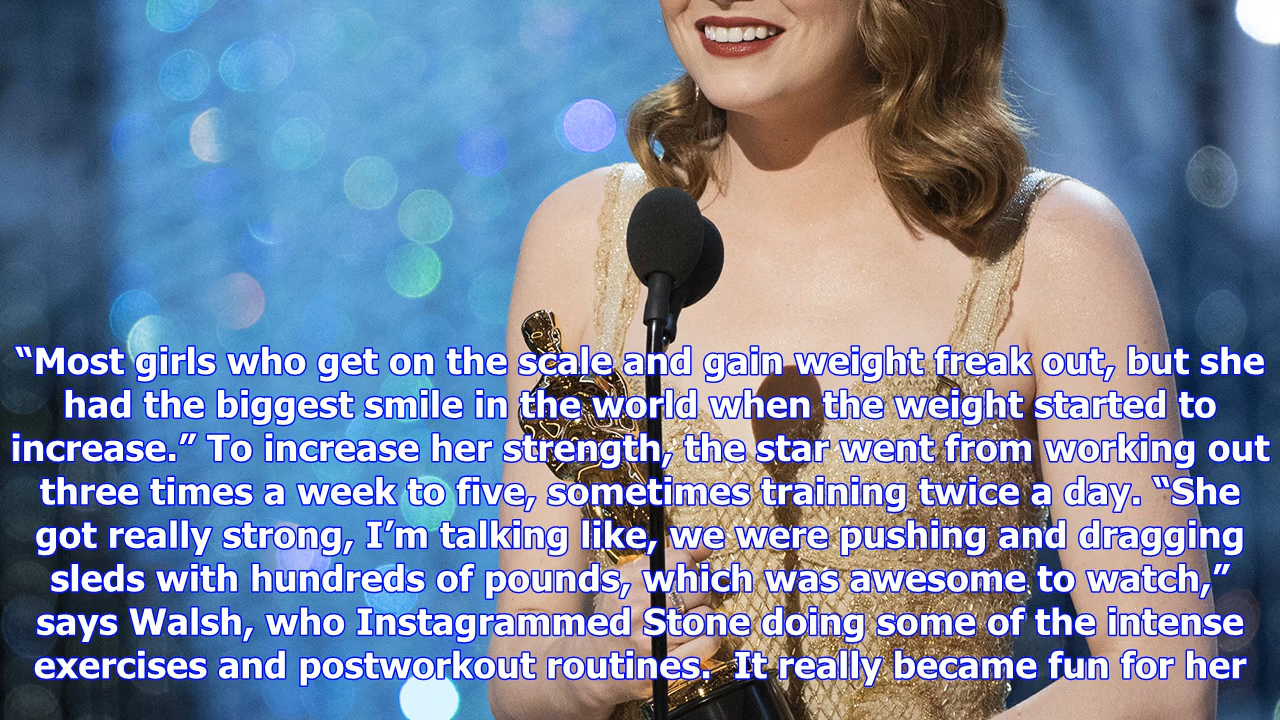 “Most girls who get on the scale and gain weight freak out, but she
had the biggest smile in the world when the weight started to
increase.” To increase her strength, the star went from working out
three times a week to five, sometimes training twice a day. “She
got really strong, I’m talking like, we were pushing and dragging
sleds with hundreds of pounds, which was awesome to watch,”
says Walsh, who Instagrammed Stone doing some of the intense
exercises and postworkout routines.  It really became fun for her